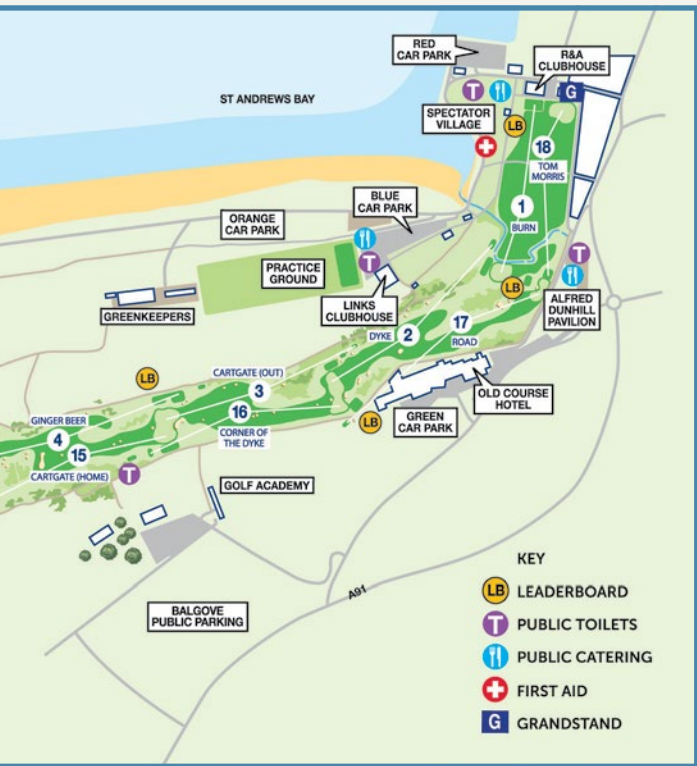 RED
CAR PARK
R&A
CLUBHOUSE
ST ANDREWS BAY
T
G
SPECTATOR
VILLAGE
LB
18
TOM
MORRIS
BLUE
CAR PARK
1
BURN
ORANGE
CAR PARK
PRACTICE
GROUND
T
T
LINKS
CLUBHOUSE
LB
ALFRED
DUNHILL
PAVILION
GREENKEEPERS
DYKE
2
17
ROAD
LB
CARTGATE (OUT)
3
16
CORNER OF
THE DYKE
OLD COURSE
HOTEL
LB
GREEN
CAR PARK
GINGER BEER
4
15
CARTGATE (HOME)
T
GOLF ACADEMY
A91
BALGOVE
PUBLIC PARKING
KEY
LB LEADERBOARD
T PUBLIC TOILETS
PUBLIC CATERING
FIRST AID
G GRANDSTAND